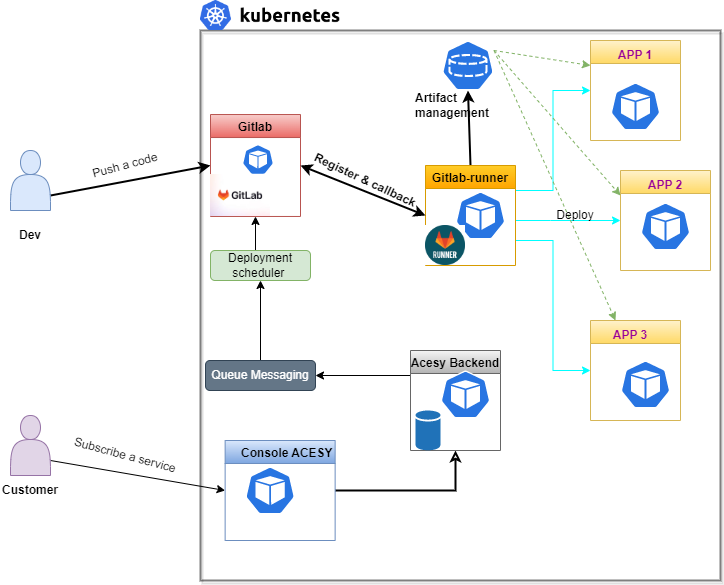 kubernetes
APP 1
Artifact
management
Gitlab
Push a code
Register & callback
GitLab
Gitlab-runner
RUNNER
APP 2
Deploy
Dev
Deployment
scheduler
APP 3
Queue Messaging
Acesy Backend
Subscribe a service
Console ACESY
Customer